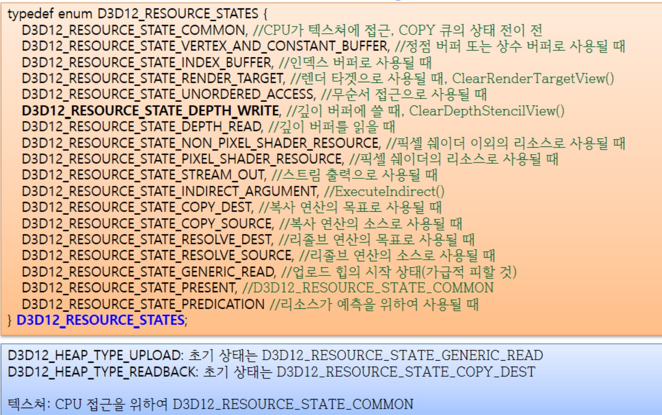 typedef enum D3D12_RESOURCE_STATES {
D3D12_RESOURCE_STATE_COMMON, //CPU가 텍스쳐에 접근, COPY 큐의 상태 전이 전
D3D12_RESOURCE_STATE_VERTEX_AND_CONSTANT_BUFFER, //정점 버퍼 또는 상수 버퍼로 사용될 때
D3D12_RESOURCE_STATE_INDEX_BUFFER, //인덱스 버퍼로 사용될 때
D3D12_RESOURCE_STATE_RENDER_TARGET, //렌더 타겟으로 사용될 때, ClearRenderTargetView()
D3D12_RESOURCE_STATE_UNORDERED_ACCESS, //무순서 접근으로 사용될 때
D3D12_RESOURCE_STATE_DEPTH_WRITE, //깊이 버퍼에 쓸 때, ClearDepthStencilView()
D3D12_RESOURCE_STATE_DEPTH_READ, //깊이 버퍼를 읽을 때
D3D12_RESOURCE_STATE_NON_PIXEL_SHADER_RESOURCE, //픽셀 쉐이더 이외의 리소스로 사용될 때
D3D12_RESOURCE_STATE_PIXEL_SHADER_RESOURCE, //픽셀 쉐이더의 리소스로 사용될 때
D3D12_RESOURCE_STATE_STREAM_OUT, //스트림 출력으로 사용될 때
D3D12_RESOURCE_STATE_INDIRECT_ARGUMENT, //ExecuteIndirect()
D3D12_RESOURCE_STATE_COPY_DEST, //복사 연산의 목표로 사용될 때
D3D12_RESOURCE_STATE_COPY_SOURCE, //복사 연산의 소스로 사용될 때
D3D12_RESOURCE_STATE_RESOLVE_DEST, //리졸브 연산의 목표로 사용될 때
D3D12_RESOURCE_STATE_RESOLVE_SOURCE, //리졸브 연산의 소스로 사용될 때
D3D12_RESOURCE_STATE_GENERIC_READ, //업로드 힙의 시작 상태(가급적 피할 것)
D3D12_RESOURCE_STATE_PRESENT, //D3D12_RESOURCE_STATE_COMMON
D3D12_RESOURCE_STATE_PREDICATION //리소스가 예측을 위하여 사용될 때
} D3D12_RESOURCE_STATES;
D3D12_HEAP_TYPE_UPLOAD: 초기 상태는 D3D12_RESOURCE_STATE_GENERIC_READ
D3D12_HEAP_TYPE_READBACK: 초기 상태는 D3D12_RESOURCE_STATE_COPY_DEST
텍스쳐: CPU 접근을 위하여 D3D12_RESOURCE_STATE_COMMON